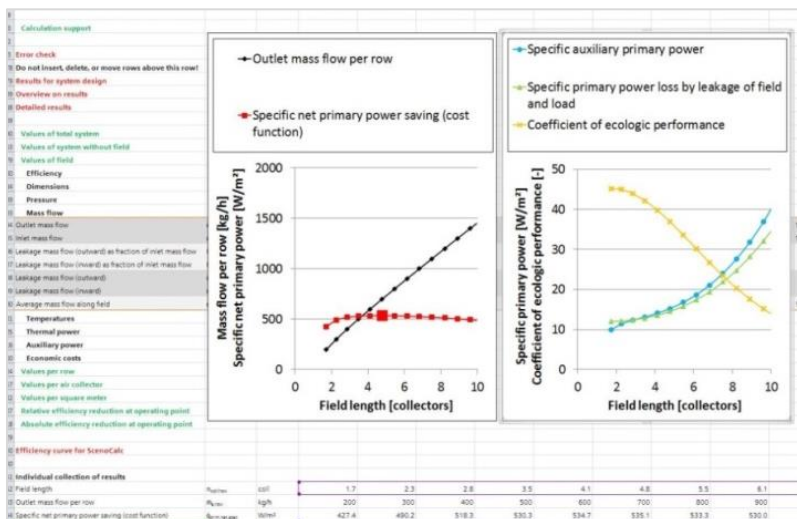 Calculation support
Error check
Do not insert, delete, or move rows above this row!
Results for system design
Overview on results
Detailed results
Values of total system
Values of system without field
Values of field
Efficiency
Dimensions
Pressure
Mass flow
Outlet mass flow
Inlet mass flow
Leakage mass flow (outward) as fraction of inlet mass flow
Leakage mass flow (inward) as fraction of inlet mass flow
Leakage mass flow (outward)
Leakage mass flow (inward)
Average mass flow along field
Temperatures
Thermal power
Auxiliary power
Economic costs
Values per row
Values per air collector
Values per square meter
Relative efficiency reduction at operating point
Absolute efficiency reduction at operating point
Efficiency curve for ScenoCalc
Individual collection of results
Field length coll 1.7 2.3 2.8 3.5 4.1 4.8 5.5 6.1
Outlet mass flow per row kg/h 200 300 400 500 600 700 800 900
Specific net primary power saving (cost function) W/m² 427.4 490.2 518.3 530.3 534.7 535.1 533.3 530.0
Outlet mass flow per row
Specific net primary power saving (cost
function)
Mass flow per row [kg/h]
Specific net primary power [W/m²]
2000
1500
1000
500
0
0 2 4 6 8 10
Field length [collectors]
Specific auxiliary primary power
Specific primary power loss by leakage of field
and load
Coefficient of ecologic performance
Specific primary power [W/m²]
Coefficient of ecologic performance [-]
50
40
30
20
10
0
0 2 4 6 8 10
Field length [collectors]